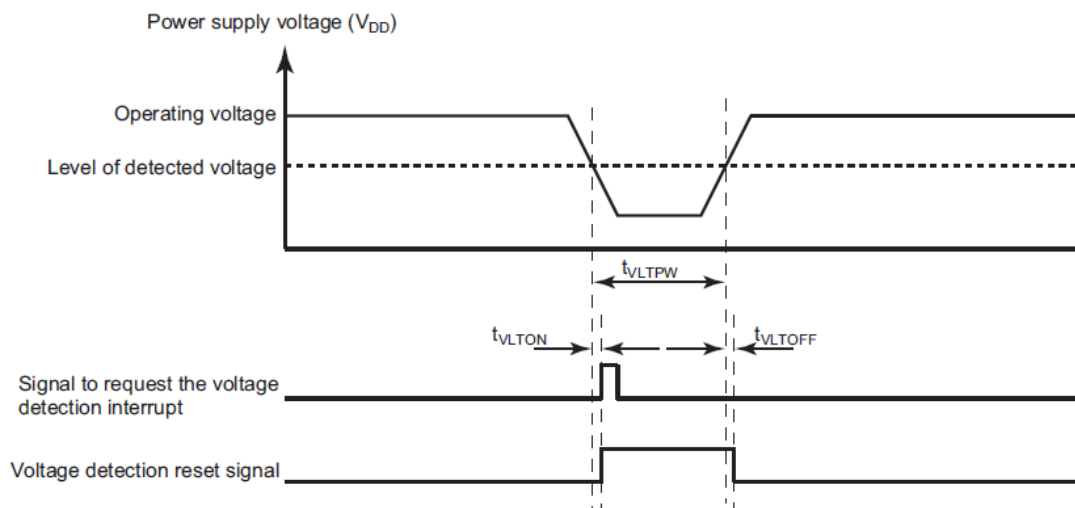 Power supply voltage (VDD)
Operating voltage
Level of detected voltage
tVLTPW
tVLTON
tVLTOFF
Signal to request the voltage
detection interrupt
Voltage detection reset signal